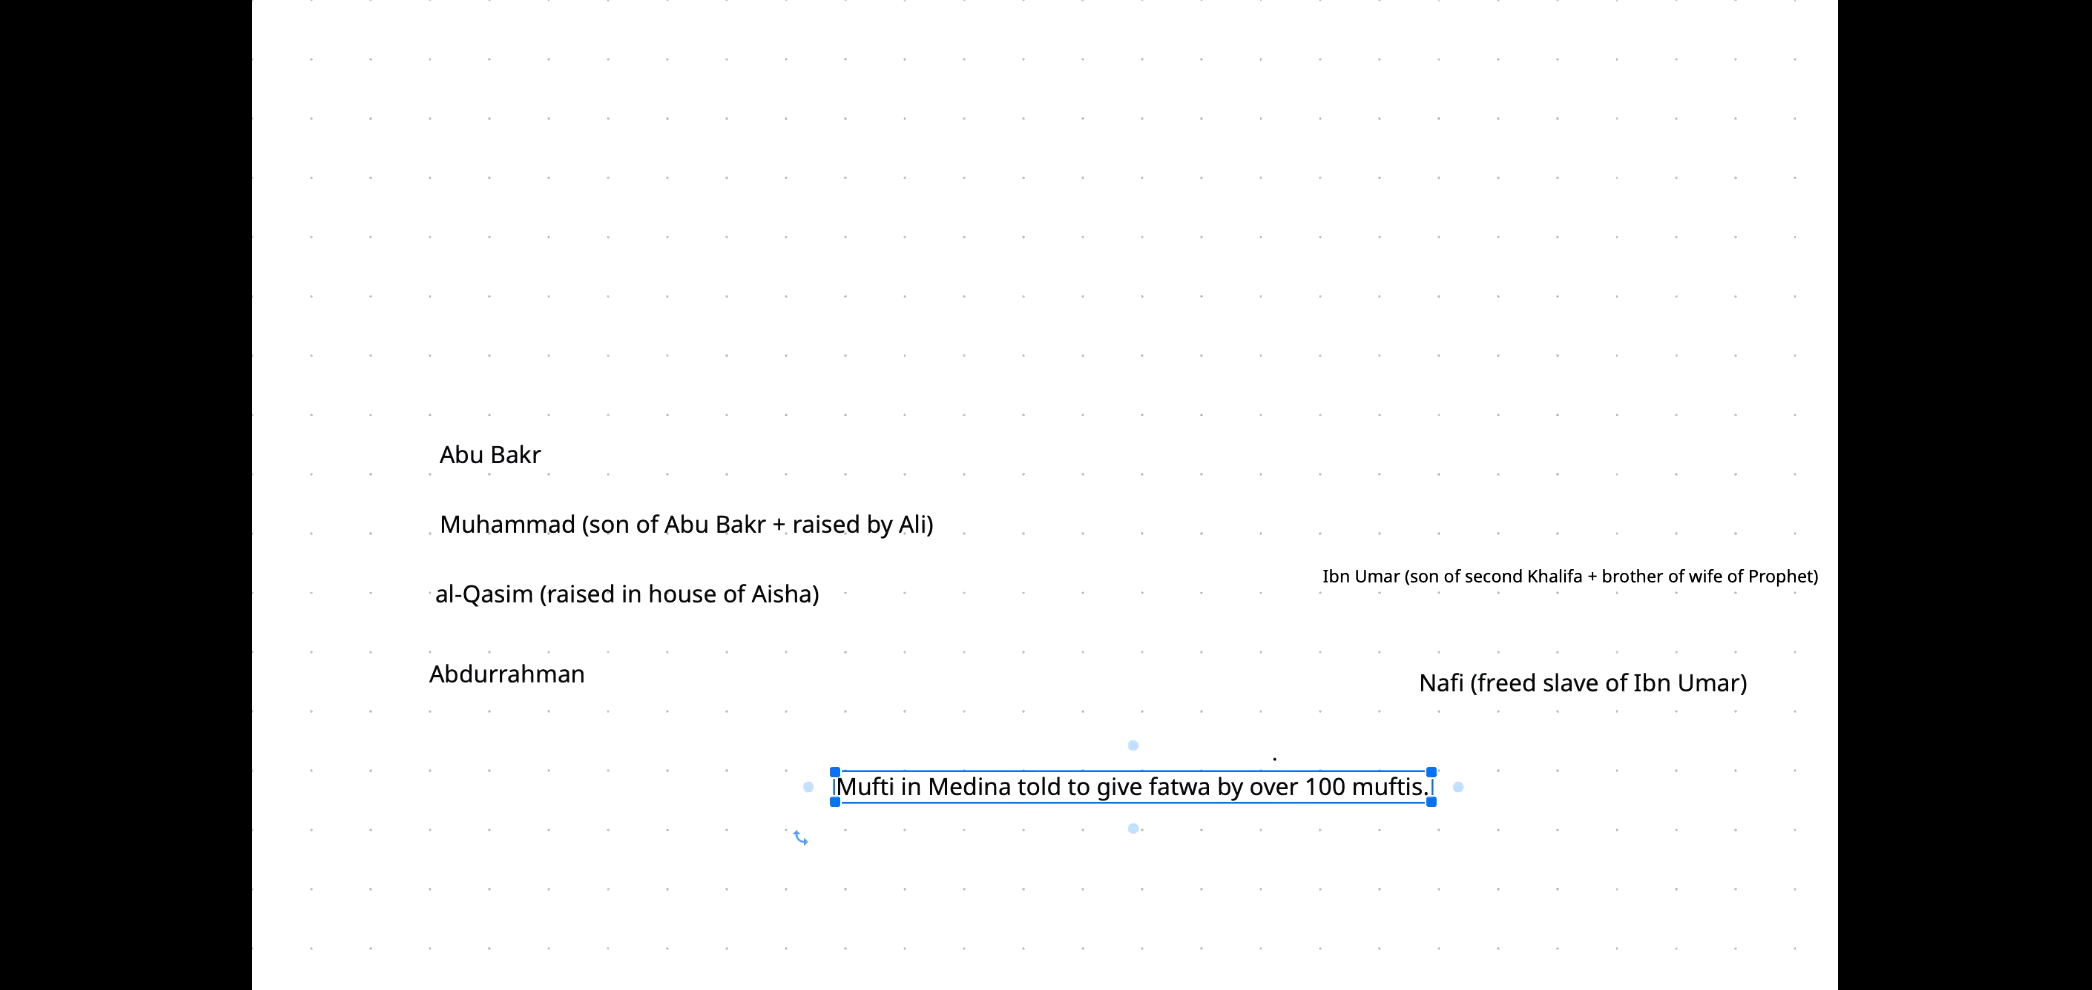 Abu Bakr
Muhammad (son of Abu Bakr + raised by Ali)
Ibn Umar (son of second Khalifa + brother of wife of Prophet)
al-Qasim (raised in house of Aisha)
Abdurrahman
Nafi (freed slave of Ibn Umar)
.
Mufti in Medina told to give fatwa by over 100 muftis.